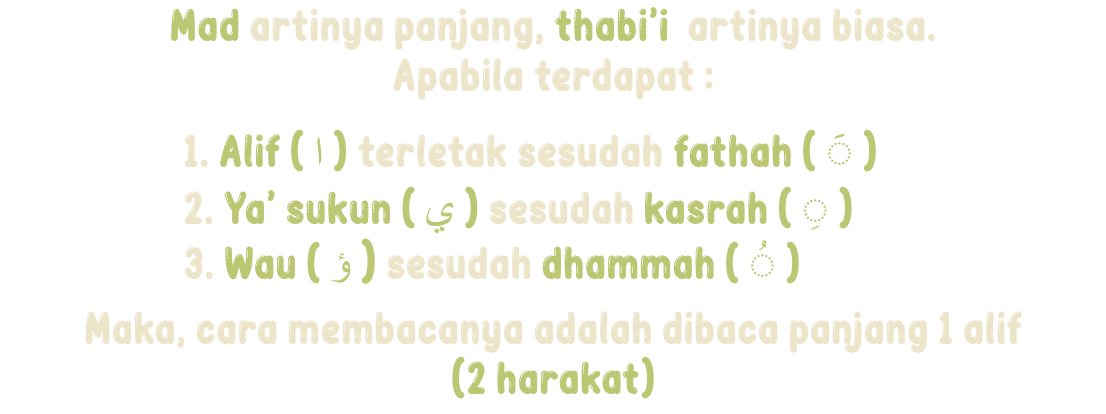 Mad artinya panjang, thabi’i artinya biasa.
Apabila terdapat :
1. Alif ( ا ) terletak sesudah fathah ( ◌َ )
2. Ya’ sukun ( ي ) sesudah kasrah ( ◌ِ )
3. Wau ( ؤ ) sesudah dhammah ( ◌ُ )
Maka, cara membacanya adalah dibaca panjang 1 alif
(2 harakat)